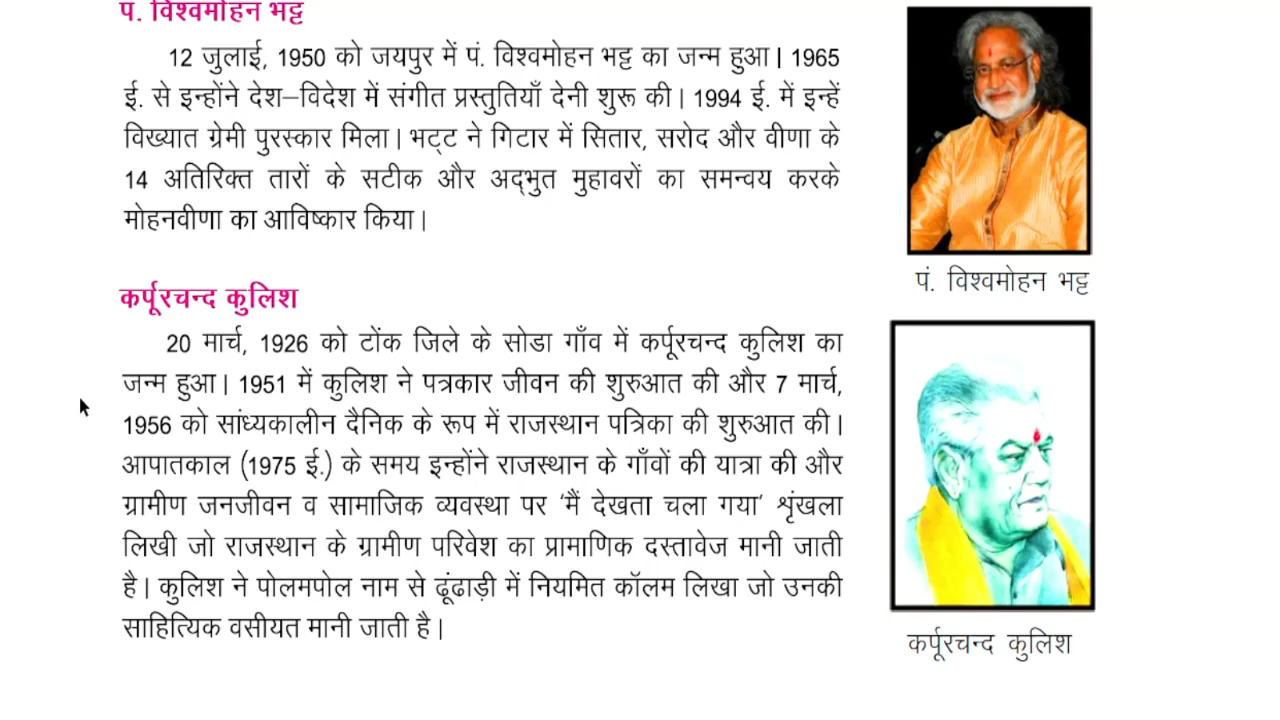 प. विश्वमोहन भट्ट
12 जुलाई, 1950 को जयपुर में पं. विश्वमोहन भट्ट का जन्म हुआ। 1965
ई. से इन्होंने देश–विदेश में संगीत प्रस्तुतियाँ देनी शुरू की। 1994 ई. में इन्हें
विख्यात ग्रेमी पुरस्कार मिला। भट्ट ने गिटार में सितार, सरोद और वीणा के
14 अतिरिक्त तारों के सटीक और अद्भुत मुहावरों का समन्वय करके
मोहनवीणा का आविष्कार किया।
पं. विश्वमोहन भट्ट
कर्पूरचन्द कुलिश
20 मार्च, 1926 को टोंक जिले के सोडा गाँव में कर्पूरचन्द कुलिश का
जन्म हुआ। 1951 में कुलिश ने पत्रकार जीवन की शुरुआत की और 7 मार्च,
1956 को सांध्यकालीन दैनिक के रूप में राजस्थान पत्रिका की शुरुआत की।
आपातकाल (1975 ई.) के समय इन्होंने राजस्थान के गाँवों की यात्रा की और
ग्रामीण जनजीवन व सामाजिक व्यवस्था पर ‘मैं देखता चला गया’ शृंखला
लिखी जो राजस्थान के ग्रामीण परिवेश का प्रामाणिक दस्तावेज मानी जाती
है। कुलिश ने पोलमपोल नाम से ढूंढाड़ी में नियमित कॉलम लिखा जो उनकी
साहित्यिक वसीयत मानी जाती है।
कर्पूरचन्द कुलिश